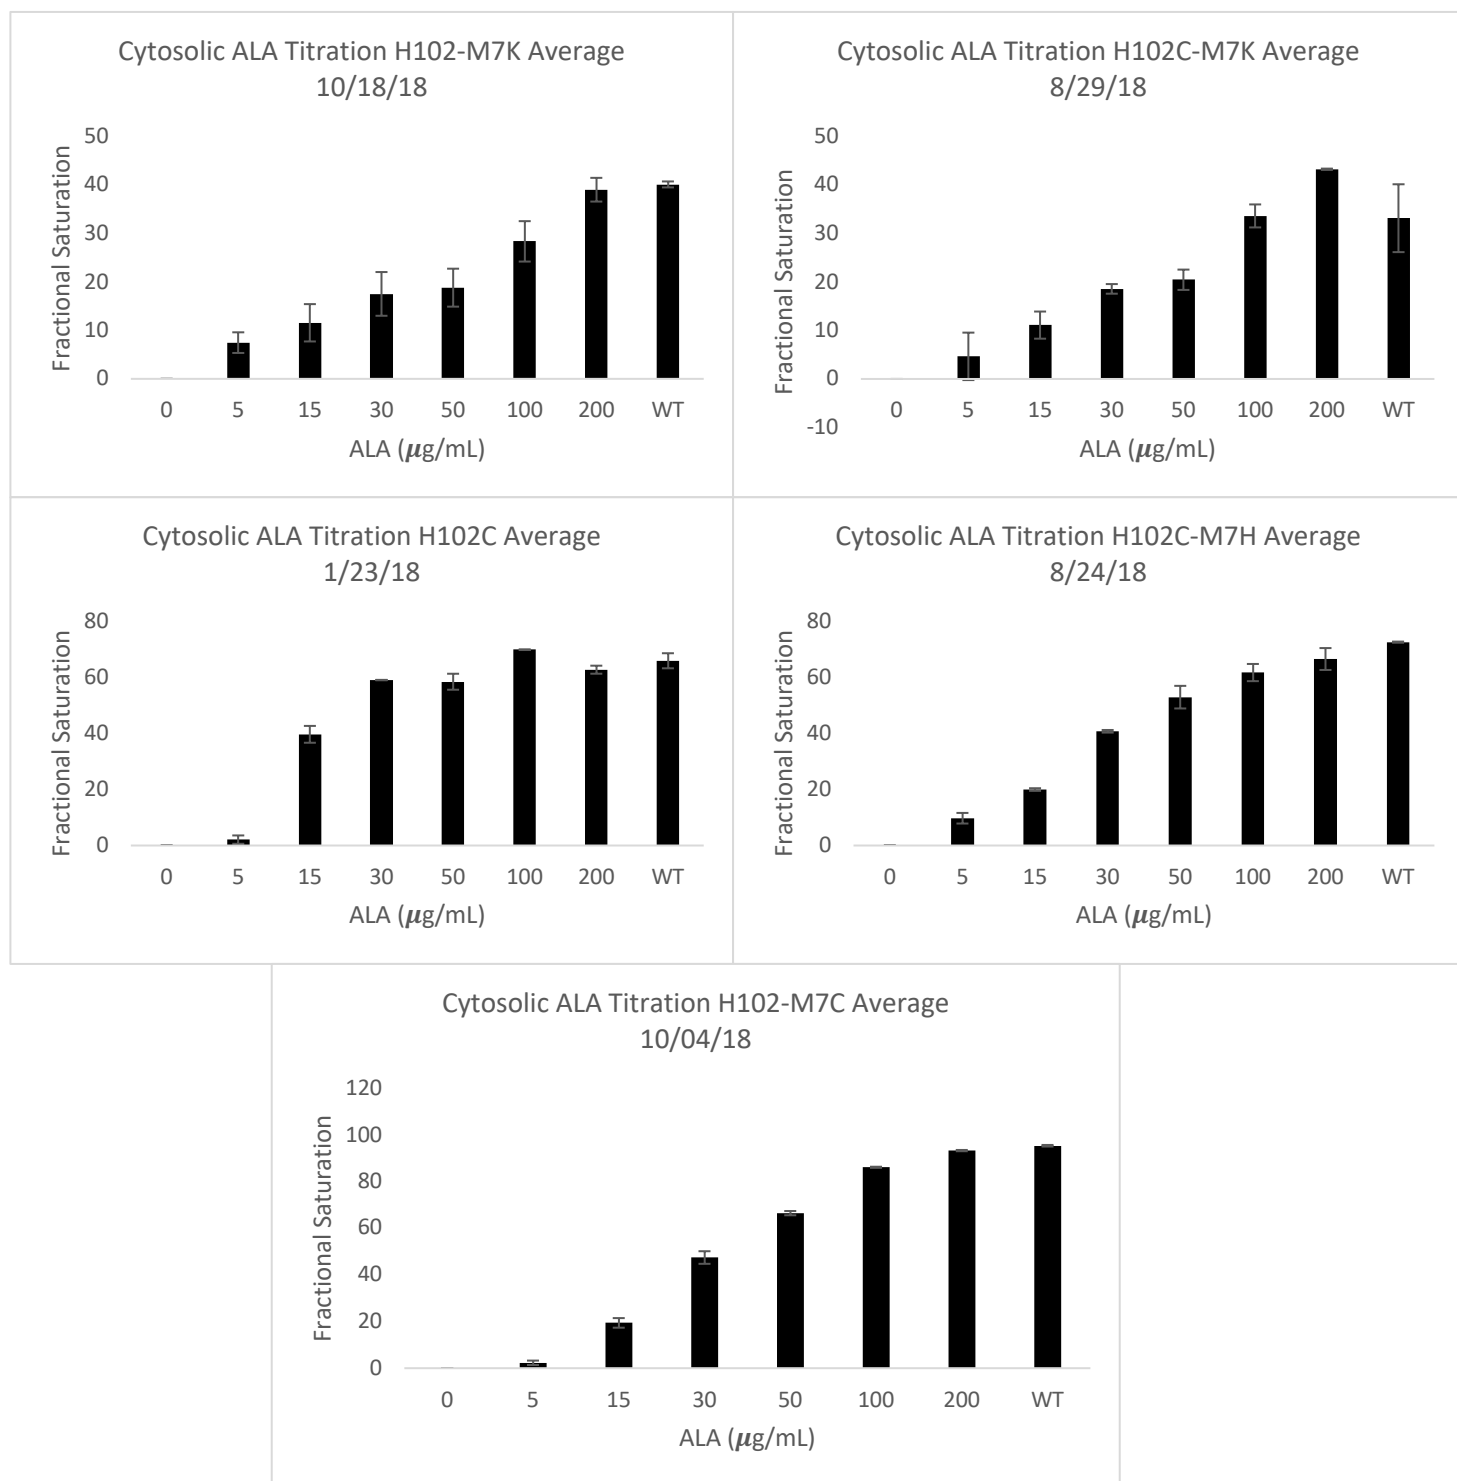 Cytosolic ALA Titration H102-M7K Average
10/18/18
Fractional Saturation
50
40
30
20
10
0
0 5 15 30 50 100 200 WT
ALA (μg/mL)
Cytosolic ALA Titration H102C-M7K Average
8/29/18
Fractional Saturation
50
40
30
20
10
0
-10
0 5 15 30 50 100 200 WT
ALA (μg/mL)
Cytosolic ALA Titration H102C Average
1/23/18
Fractional Saturation
80
60
40
20
0
0 5 15 30 50 100 200 WT
ALA (μg/mL)
Cytosolic ALA Titration H102C-M7H Average
8/24/18
Fractional Saturation
80
60
40
20
0
0 5 15 30 50 100 200 WT
ALA (μg/mL)
Cytosolic ALA Titration H102-M7C Average
10/04/18
Fractional Saturation
120
100
80
60
40
20
0
0 5 15 30 50 100 200 WT
ALA (μg/mL)